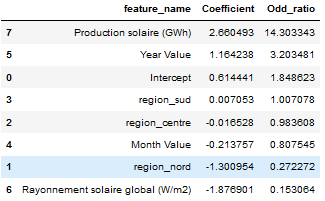 feature_name Coefficient Odd_ratio
7 Production solaire (GWh) 2.660493 14.303343
5 Year Value 1.164238 3.203481
0 Intercept 0.614441 1.848623
3 region_sud 0.007053 1.007078
2 region_centre -0.016528 0.983608
4 Month Value -0.213757 0.807545
1 region_nord -1.300954 0.272272
6 Rayonnement solaire global (W/m2) -1.876901 0.153064